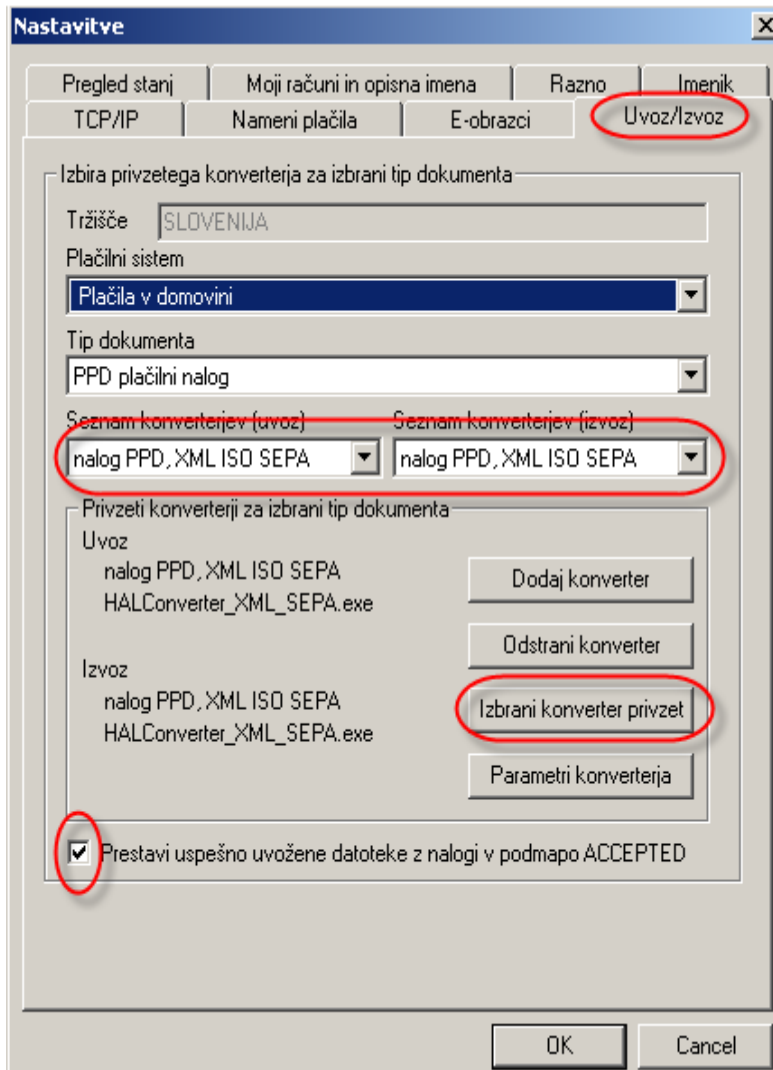 Nastavitve
Pregled stanj
Moji računi in opisna imena
Razno
Imenik
TCP/IP
Nameni plačila
E-obrazci
Uvoz/Izvoz
Izbira privzetega konverterja za izbrani tip dokumenta
Tržišče
SLOVENIJA
Plačilni sistem
Plačila v domovini
Tip dokumenta
PPD plačilni nalog
Seznam konverterjev (uvoz)
Seznam konverterjev (izvoz)
nalog PPD, XML ISO SEPA
nalog PPD, XML ISO SEPA
Privzeti konverterji za izbrani tip dokumenta
Uvoz
nalog PPD, XML ISO SEPA
HALConverter_XML_SEPA.exe
Dodaj konverter
Odstrani konverter
Izvoz
nalog PPD, XML ISO SEPA
HALConverter_XML_SEPA.exe
Izbrani konverter privzet
Parametri konverterja
Prestavi uspešno uvožene datoteke z nalogi v podmapo ACCEPTED
OK
Cancel